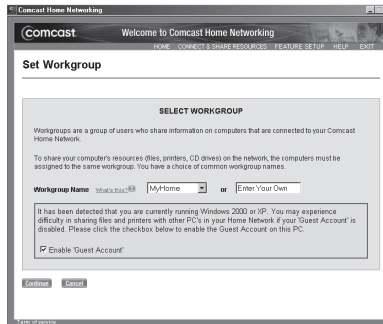 Comcast Home Networking
Comcast. Welcome to Comcast Home Networking
HOME CONNECT & SHARE RESOURCES FEATURE SETUP HELP EXIT
Set Workgroup
SELECT WORKGROUP
Workgroups are a group of users who share information on computers that are connected to your Comcast
Home Network.
To share your computer's resources (files, printers, CD drives) on the network, the computers must be
assigned to the same workgroup. You have a choice of common workgroup names.
Workgroup Name What's this? MyHome or Enter Your Own
It has been detected that you are currently running Windows 2000 or XP. You may experience
difficulty in sharing files and printers with other PC's in your Home Network if your 'Guest Account' is
disabled. Please click the checkbox below to enable the Guest Account on this PC.
Enable 'Guest Account'
Continue Cancel
Term of service